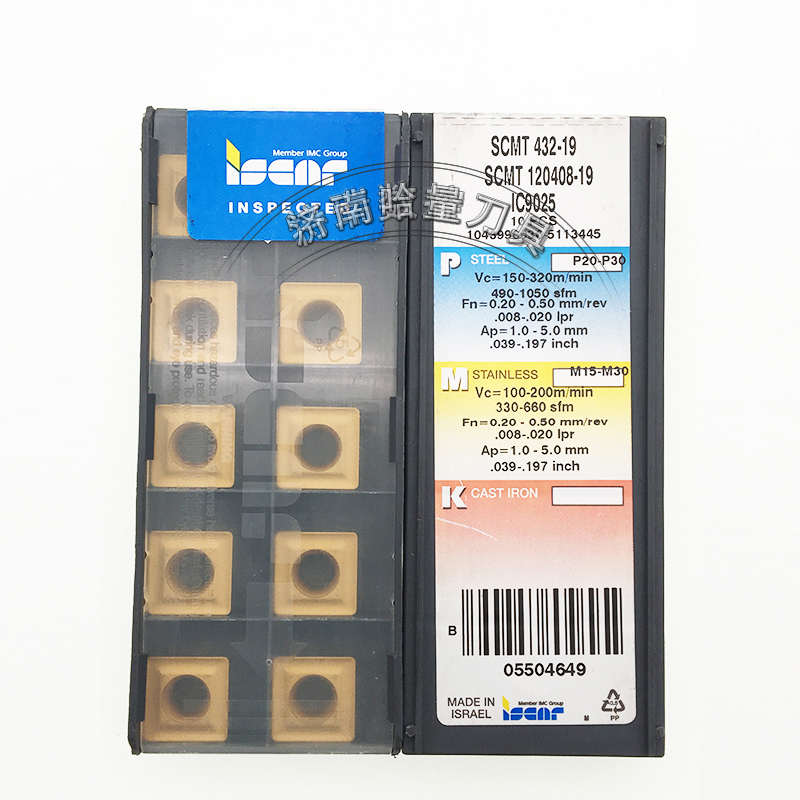 Member IMC Group
iscar
INSPECTED
济南蛤量刀具
SCMT 432-19
SCMT 120408-19
IC9025
5113445
P STEEL P20-P30
Vc=150-320m/min
490-1050 sfm
Fn=0.20 - 0.50 mm/rev
.008-.020 lpr
Ap=1.0 - 5.0 mm
.039-.197 inch
M STAINLESS M15-M30
Vc=100-200m/min
330-660 sfm
Fn=0.20 - 0.50 mm/rev
.008-.020 lpr
Ap=1.0 - 5.0 mm
.039-.197 inch
K CAST IRON
B
05504649
MADE IN
ISRAEL
Member IMC Group
iscar
M
PP
PP